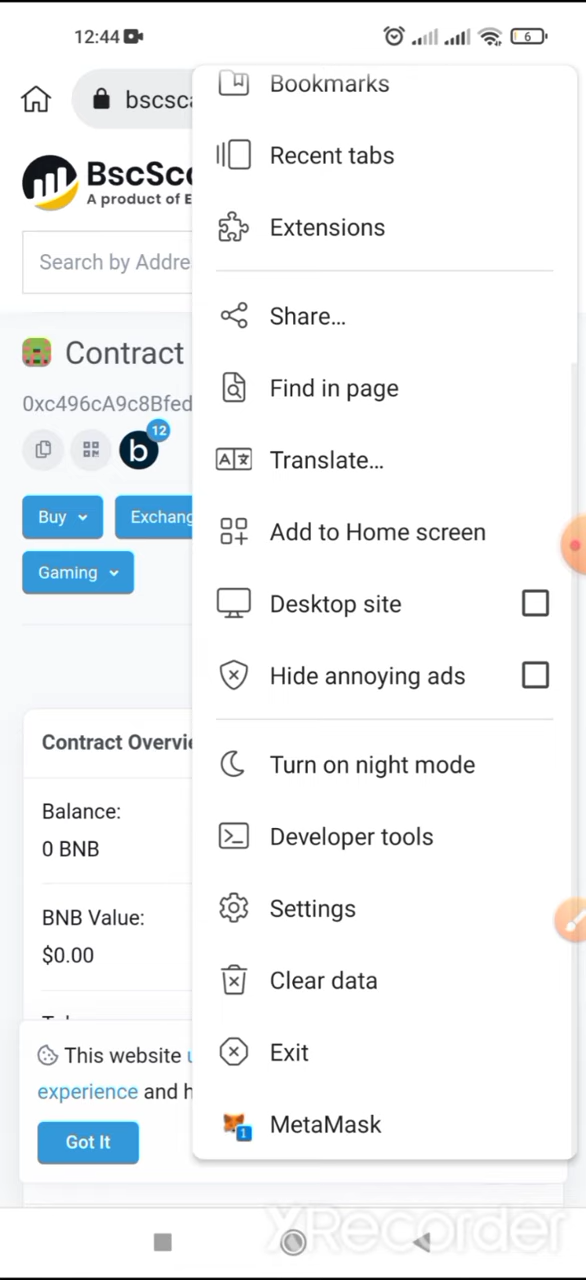 12:44
6
bscsca
BscSc
A product of E
Search by Addre
Contract
0xc496cA9c8Bfed
b
12
Buy
Exchang
Gaming
Contract Overvi
Balance:
0 BNB
BNB Value:
$0.00
This website
experience and h
Got It
Bookmarks
Recent tabs
Extensions
Share...
Find in page
Translate...
Add to Home screen
Desktop site
Hide annoying ads
Turn on night mode
Developer tools
Settings
Clear data
Exit
1
MetaMask
XRecorder